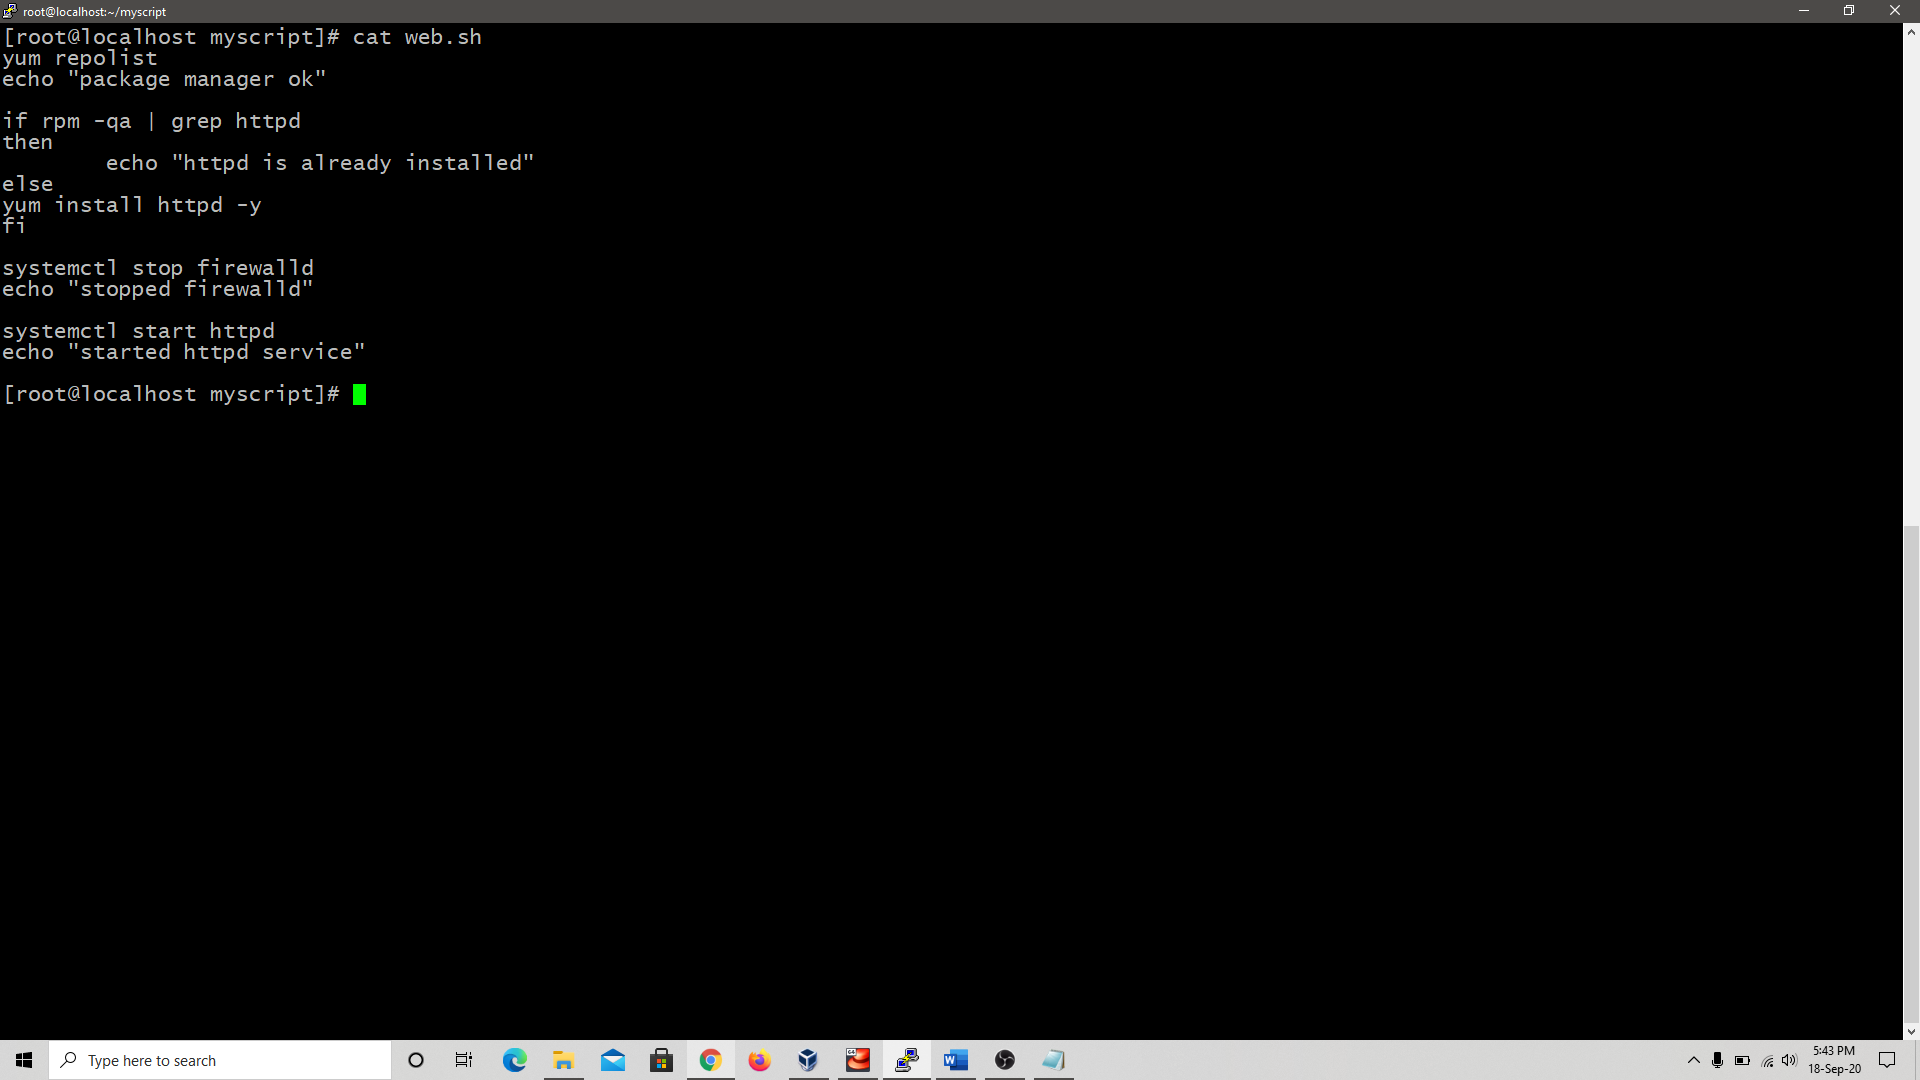 root@localhost:~/myscript
[root@localhost myscript]# cat web.sh
yum repolist
echo "package manager ok"

if rpm -qa | grep httpd
then
        echo "httpd is already installed"
else
yum install httpd -y
fi

systemctl stop firewalld
echo "stopped firewalld"

systemctl start httpd
echo "started httpd service"

[root@localhost myscript]#
Type here to search
64
5:43 PM
18-Sep-20